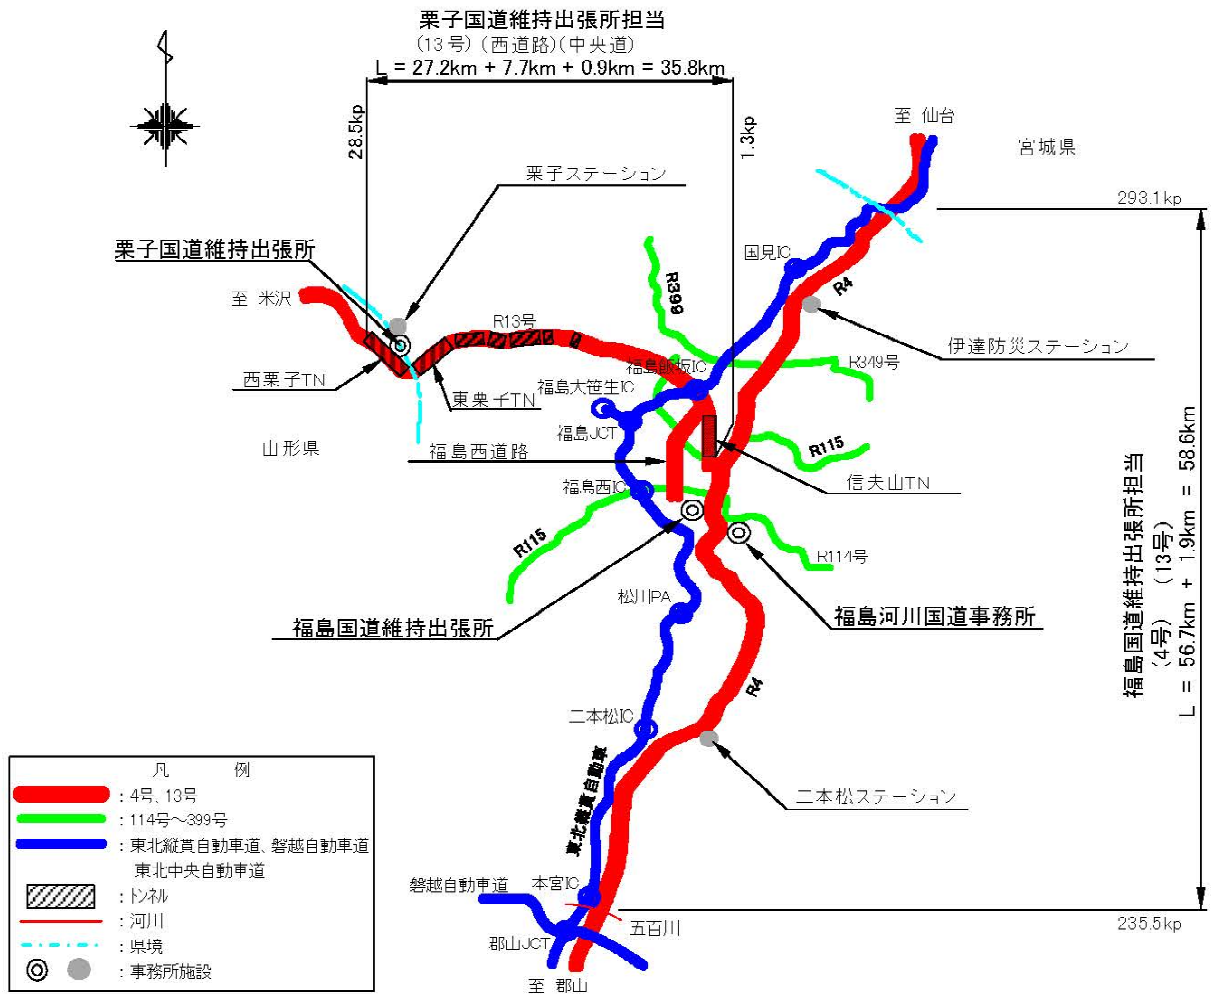 栗子国道維持出張所担当
(13号) (西道路)(中央道)
L = 27.2km + 7.7km + 0.9km = 35.8km
28.5kp
1.3kp
至 仙台
宮城県
栗子ステーション
293.1kp
栗子国道維持出張所
国見IC
R399
R4
至 米沢
R13号
伊達防災ステーション
福島飯坂IC
R349号
西栗子TN
東栗子TN
福島大笹生IC
福島JCT
山形県
福島西道路
R115
信夫山TN
福島西IC
R115
R114号
松川PA
福島国道維持出張所
福島河川国道事務所
福島国道維持出張所担当
(4号) (13号)
L = 56.7km + 1.9km = 58.6km
R4
二本松IC
東北縦貫自動車
二本松ステーション
磐越自動車道
本宮IC
五百川
235.5kp
郡山JCT
至 郡山
凡 例
: 4号、13号
: 114号～399号
: 東北縦貫自動車道、磐越自動車道
東北中央自動車道
: トンネル
: 河川
: 県境
: 事務所施設